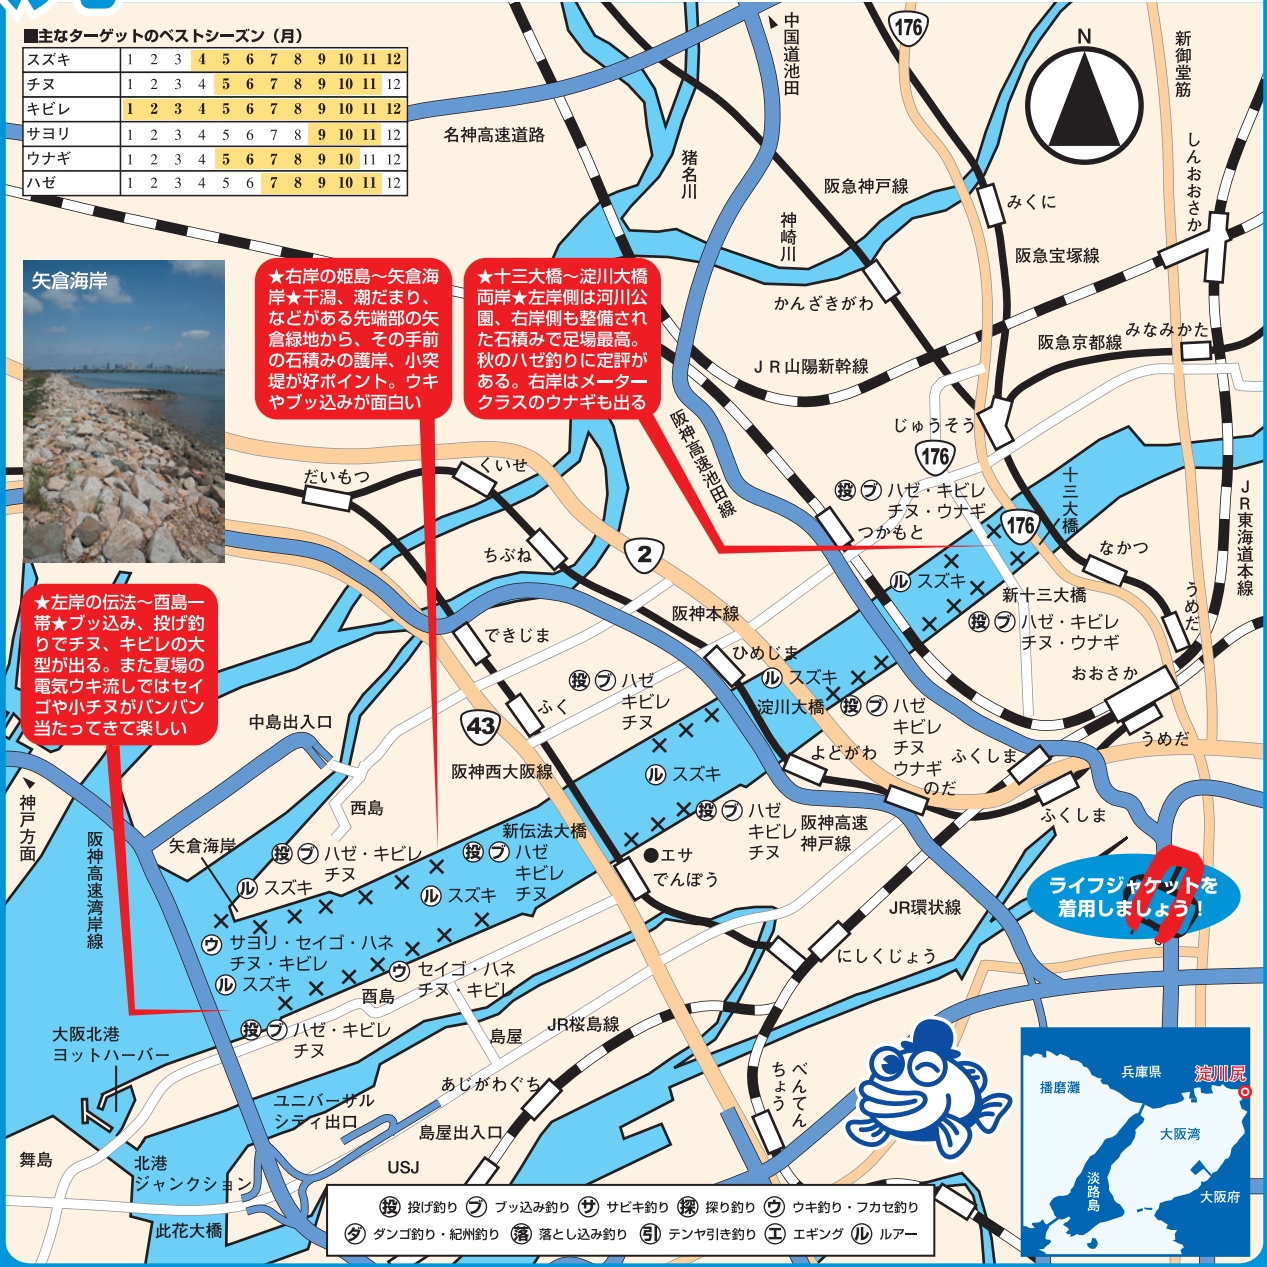 ■主なターゲットのベストシーズン（月）
スズキ 1 2 3 4 5 6 7 8 9 10 11 12
チヌ 1 2 3 4 5 6 7 8 9 10 11 12
キビレ 1 2 3 4 5 6 7 8 9 10 11 12
サヨリ 1 2 3 4 5 6 7 8 9 10 11 12
ウナギ 1 2 3 4 5 6 7 8 9 10 11 12
ハゼ 1 2 3 4 5 6 7 8 9 10 11 12
中国道池田
176
新御堂筋
N
名神高速道路
猪名川
阪急神戸線
神崎川
みくに
しんおおさか
阪急宝塚線
かんざきがわ
みなみかた
阪急京都線
JR山陽新幹線
矢倉海岸
★右岸の姫島〜矢倉海
岸★干潟、潮だまり、
などがある先端部の矢
倉緑地から、その手前
の石積みの護岸、小突
堤が好ポイント。ウキ
やブッ込みが面白い
★十三大橋〜淀川大橋
両岸★左岸側は河川公
園、右岸側も整備され
た石積みで足場最高。
秋のハゼ釣りに定評が
ある。右岸はメーター
クラスのウナギも出る
阪神高速池田線
じゅうそう
176
十三大橋
JR東海道本線
だいもつ
くいせ
投 ブ ハゼ・キビレ
チヌ・ウナギ
176
つかもと
なかつ
ちぶね
2
ル スズキ
新十三大橋
うめだ
★左岸の伝法〜酉島一
帯★ブッ込み、投げ釣
りでチヌ、キビレの大
型が出る。また夏場の
電気ウキ流しではセイ
ゴや小チヌがバンバン
当たってきて楽しい
阪神本線
投 ブ ハゼ・キビレ
チヌ・ウナギ
できじま
ひめじま
おおさか
投 ブ ハゼ
キビレ
チヌ
ル スズキ
淀川大橋
投 ブ ハゼ
キビレ
チヌ
ウナギ
ふく
中島出入口
43
うめだ
よどがわ
ふくしま
阪神西大阪線
ル スズキ
のだ
神戸方面
西島
投 ブ ハゼ
キビレ
チヌ
阪神高速
神戸線
ふくしま
阪神高速湾岸線
矢倉海岸
新伝法大橋
投 ブ ハゼ・キビレ
チヌ
投 ブ ハゼ
キビレ
チヌ
●エサ
でんぽう
ル スズキ
ル スズキ
ライフジャケットを
着用しましょう！
JR環状線
ウ サヨリ・セイゴ・ハネ
チヌ・キビレ
ル スズキ
ウ セイゴ・ハネ
チヌ・キビレ
にしくじょう
酉島
投 ブ ハゼ・キビレ
チヌ
島屋
JR桜島線
大阪北港
ヨットハーバー
あじがわぐち
べんてん
ちょう
ユニバーサル
シティ出口
島屋出入口
舞島
北港
ジャンクション
USJ
此花大橋
兵庫県
淀川尻
播磨灘
大阪湾
淡路島
大阪府
投 投げ釣り ブ ブッ込み釣り サ サビキ釣り 探 探り釣り ウ ウキ釣り・フカセ釣り
ダ ダンゴ釣り・紀州釣り 落 落とし込み釣り 引 テンヤ引き釣り エ エギング ル ルアー